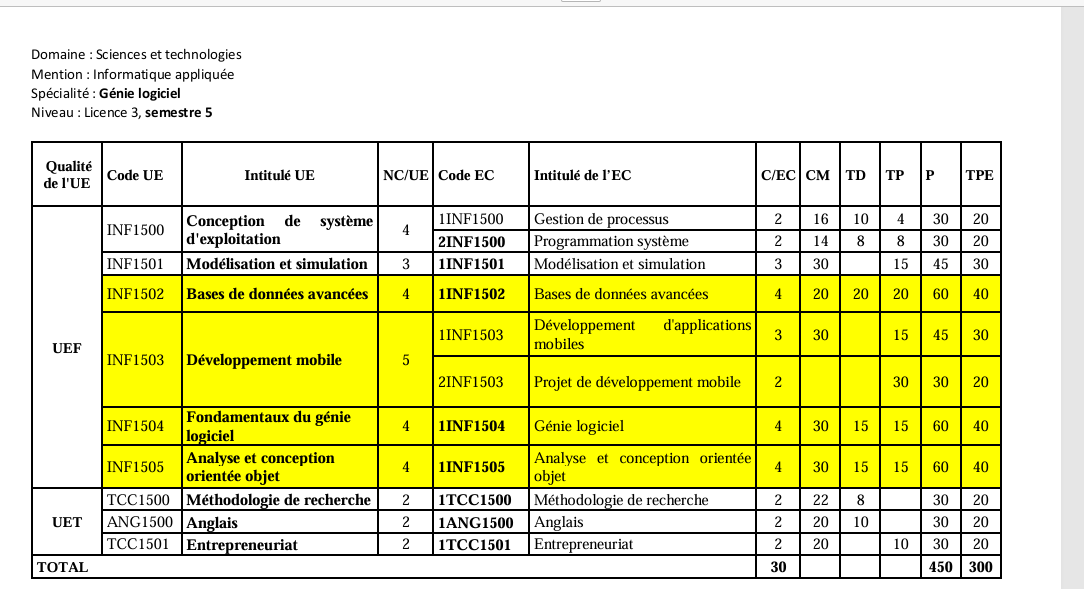 Domaine : Sciences et technologies
Mention : Informatique appliquée
Spécialité : Génie logiciel
Niveau : Licence 3, semestre 5
Qualité de l'UE Code UE Intitulé UE NC/UE Code EC Intitulé de l'EC C/EC CM TD TP P TPE
UEF INF1500 Conception de système d'exploitation 4 1INF1500 Gestion de processus 2 16 10 4 30 20
2INF1500 Programmation système 2 14 8 8 30 20
INF1501 Modélisation et simulation 3 1INF1501 Modélisation et simulation 3 30 15 45 30
INF1502 Bases de données avancées 4 1INF1502 Bases de données avancées 4 20 20 20 60 40
INF1503 Développement mobile 5 1INF1503 Développement d'applications mobiles 3 30 15 45 30
2INF1503 Projet de développement mobile 2 30 30 20
INF1504 Fondamentaux du génie logiciel 4 1INF1504 Génie logiciel 4 30 15 15 60 40
INF1505 Analyse et conception orientée objet 4 1INF1505 Analyse et conception orientée objet 4 30 15 15 60 40
UET TCC1500 Méthodologie de recherche 2 1TCC1500 Méthodologie de recherche 2 22 8 30 20
ANG1500 Anglais 2 1ANG1500 Anglais 2 20 10 30 20
TCC1501 Entrepreneuriat 2 1TCC1501 Entrepreneuriat 2 20 10 30 20
TOTAL 30 450 300